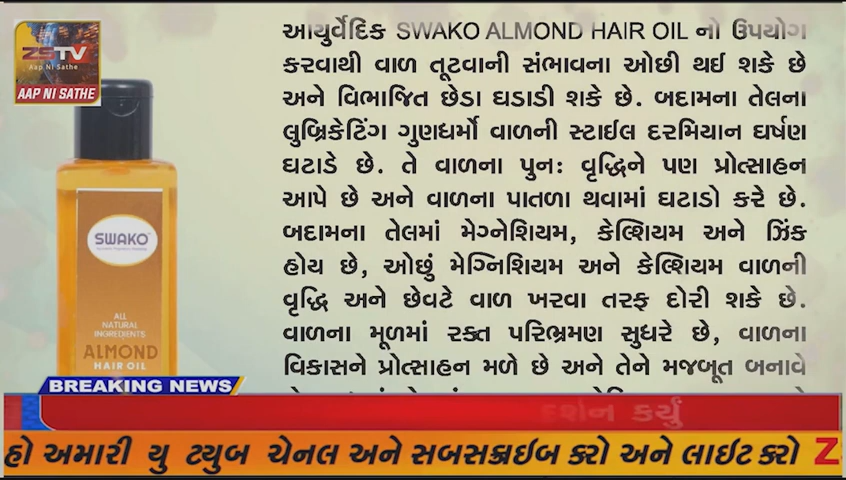 ZSTV
Aap Ni Sathe
AAP NI SATHE
આયુર્વેદિક SWAKO ALMOND HAIR OIL નો ઉપયોગ
કરવાથી વાળ તૂટવાની સંભાવના ઓછી થઈ શકે છે
અને વિભાજિત છેડા ઘડાડી શકે છે. બદામના તેલના
લુબ્રિકેટિંગ ગુણધર્મો વાળની સ્ટાઈલ દરમિયાન ઘર્ષણ
ઘટાડે છે. તે વાળના પુનઃ વૃદ્ધિને પણ પ્રોત્સાહન
આપે છે અને વાળના પાતળા થવામાં ઘટાડો કરે છે.
બદામના તેલમાં મેગ્નેશિયમ, કેલ્શિયમ અને ઝિંક
હોય છે, ઓછું મેગ્નિશિયમ અને કેલ્શિયમ વાળની
વૃદ્ધિ અને છેવટે વાળ ખરવા તરફ દોરી શકે છે.
વાળના મૂળમાં રક્ત પરિભ્રમણ સુધરે છે, વાળના
વિકાસને પ્રોત્સાહન મળે છે અને તેને મજબૂત બનાવે
SWAKO
ALL
NATURAL
INGREDIENTS
ALMOND
HAIR OIL
BREAKING NEWS
દર્શન કર્યું
હો અમારી યુ ટ્યુબ ચેનલ અને સબસક્રાઇબ કરો અને લાઈટ કરો Z